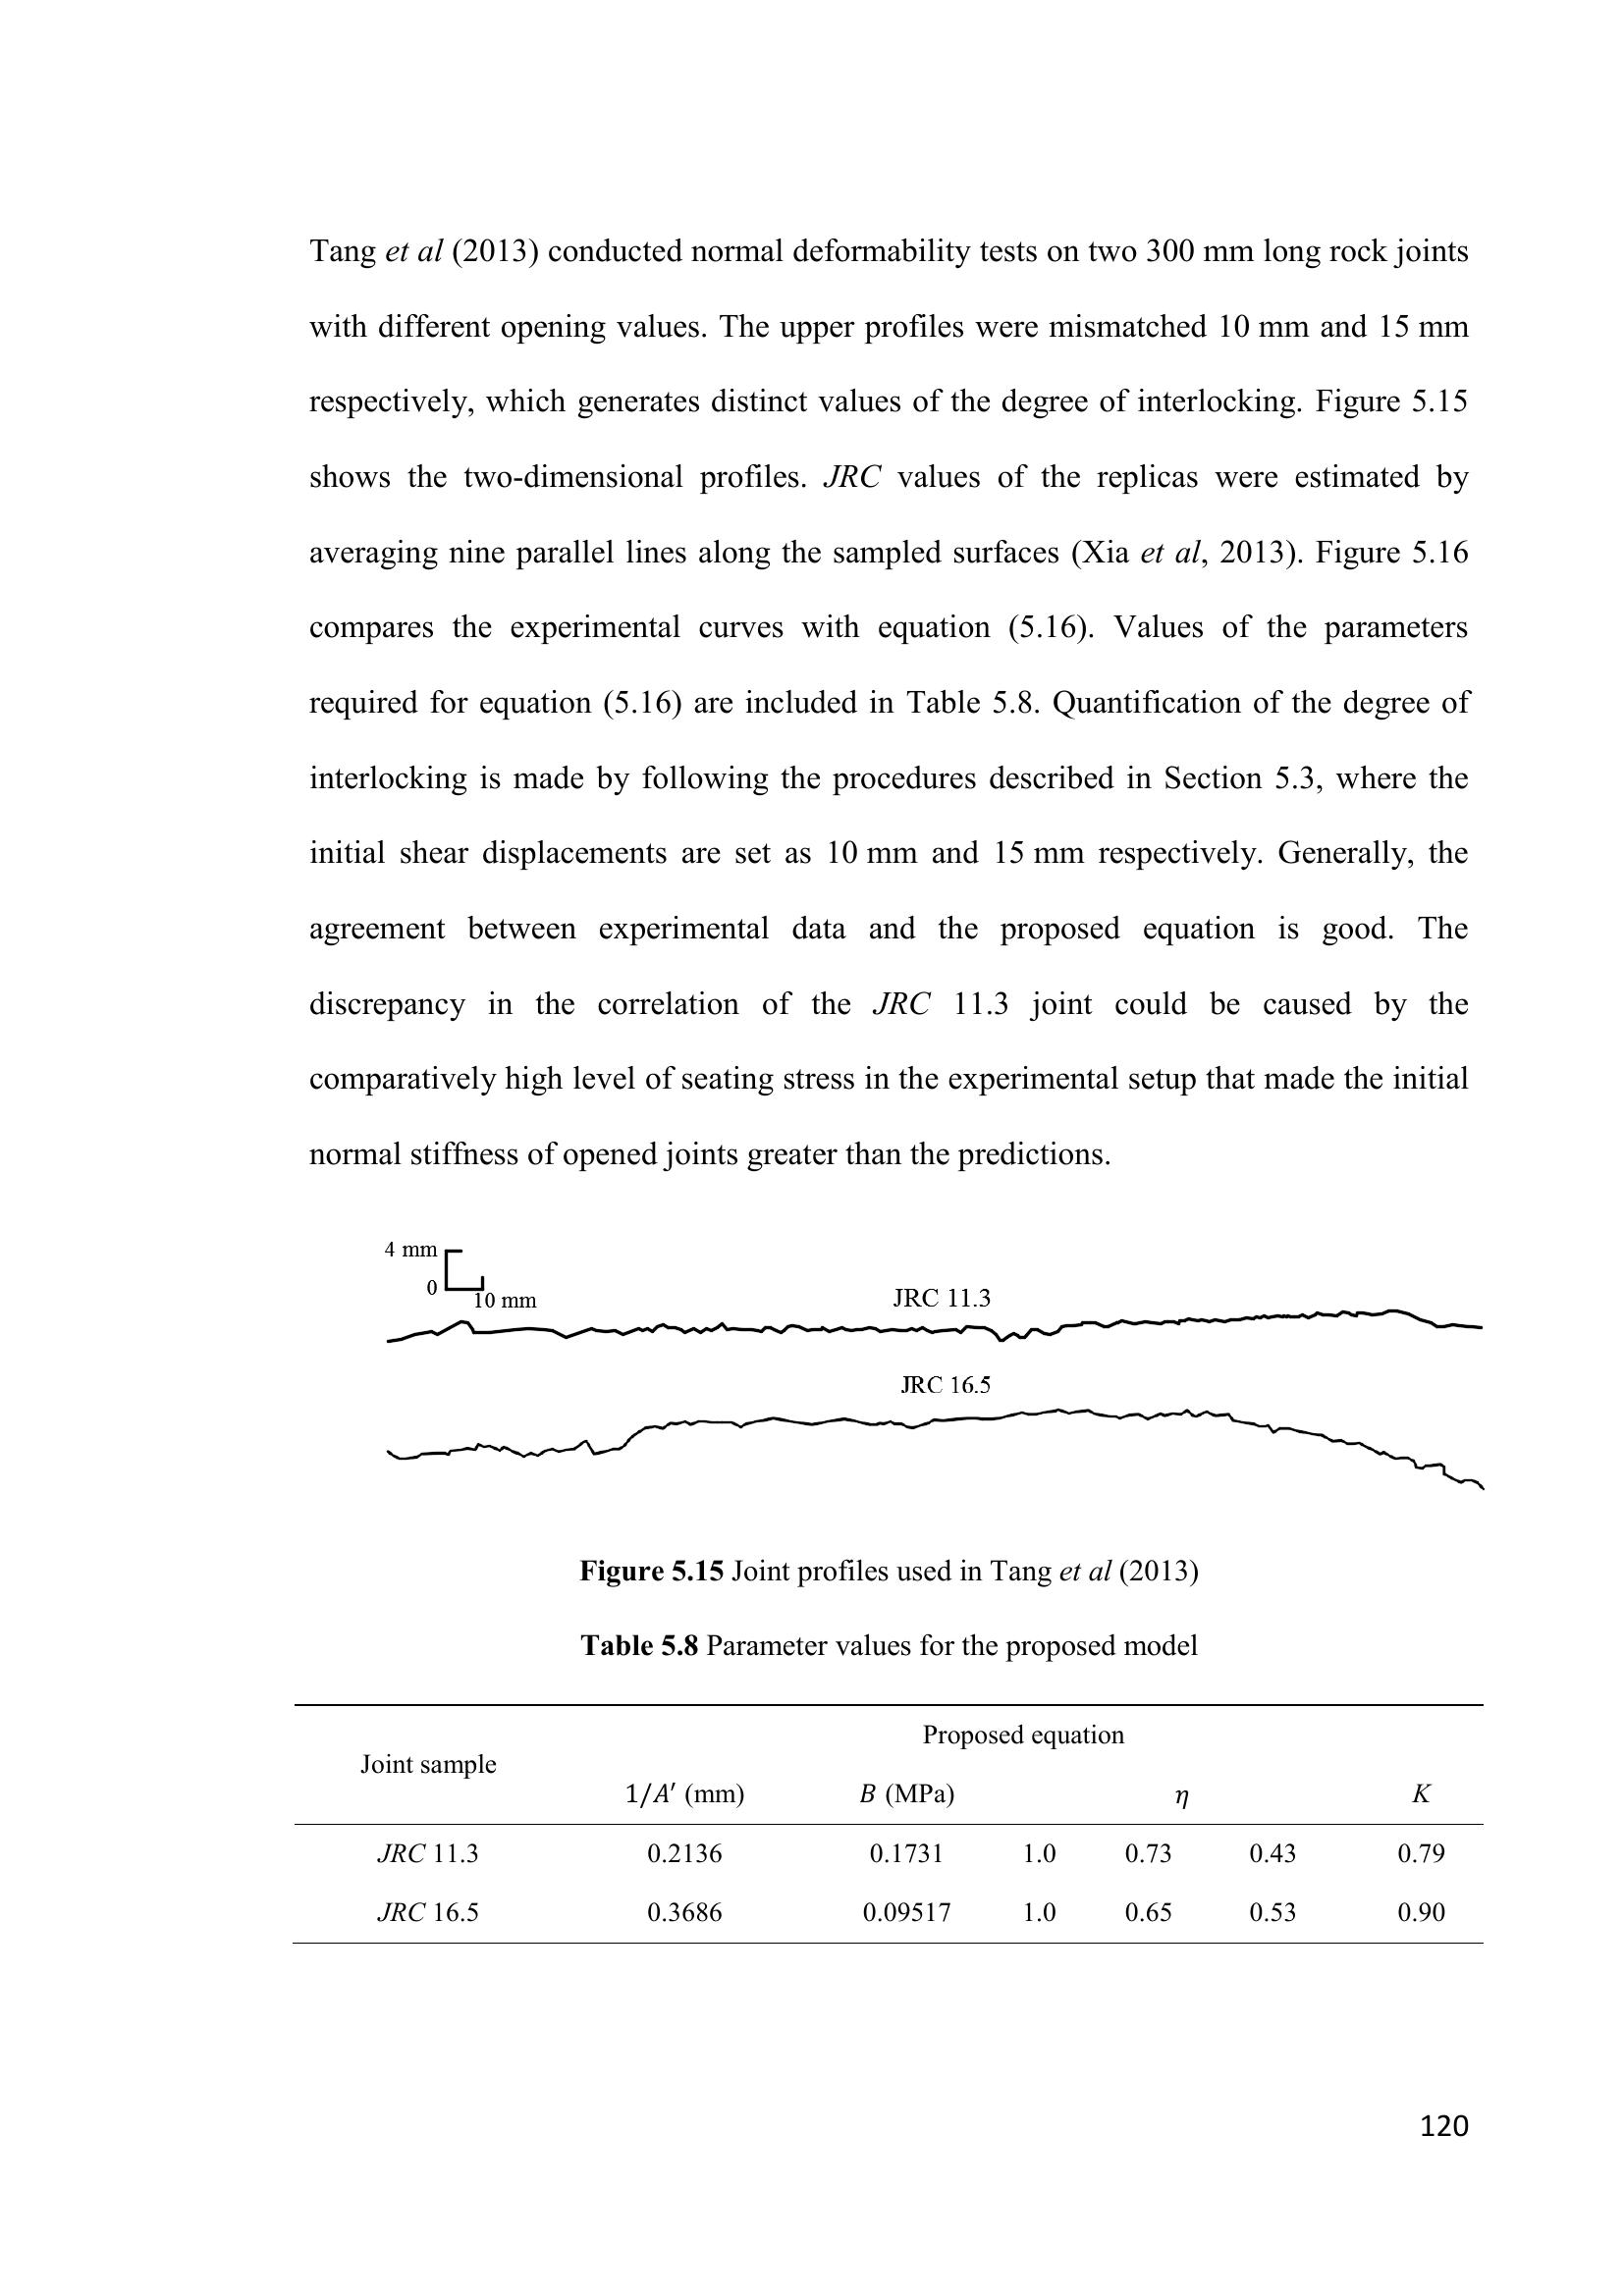 Tang et al (2013) conducted normal deformability tests on two 300 mm long rock joints
with different opening values. The upper profiles were mismatched 10 mm and 15 mm
respectively, which generates distinct values of the degree of interlocking. Figure 5.15
shows the two-dimensional profiles. JRC values of the replicas were estimated by
averaging nine parallel lines along the sampled surfaces (Xia et al, 2013). Figure 5.16
compares the experimental curves with equation (5.16). Values of the parameters
required for equation (5.16) are included in Table 5.8. Quantification of the degree of
interlocking is made by following the procedures described in Section 5.3, where the
initial shear displacements are set as 10 mm and 15 mm respectively. Generally, the
agreement between experimental data and the proposed equation is good. The
discrepancy in the correlation of the JRC 11.3 joint could be caused by the
comparatively high level of seating stress in the experimental setup that made the initial
normal stiffness of opened joints greater than the predictions.
4 mm
0
10 mm
JRC 11.3
JRC 16.5
Figure 5.15 Joint profiles used in Tang et al (2013)
Table 5.8 Parameter values for the proposed model
Proposed equation
Joint sample
1/A′ (mm) B (MPa) η K
JRC 11.3 0.2136 0.1731 1.0 0.73 0.43 0.79
JRC 16.5 0.3686 0.09517 1.0 0.65 0.53 0.90
120